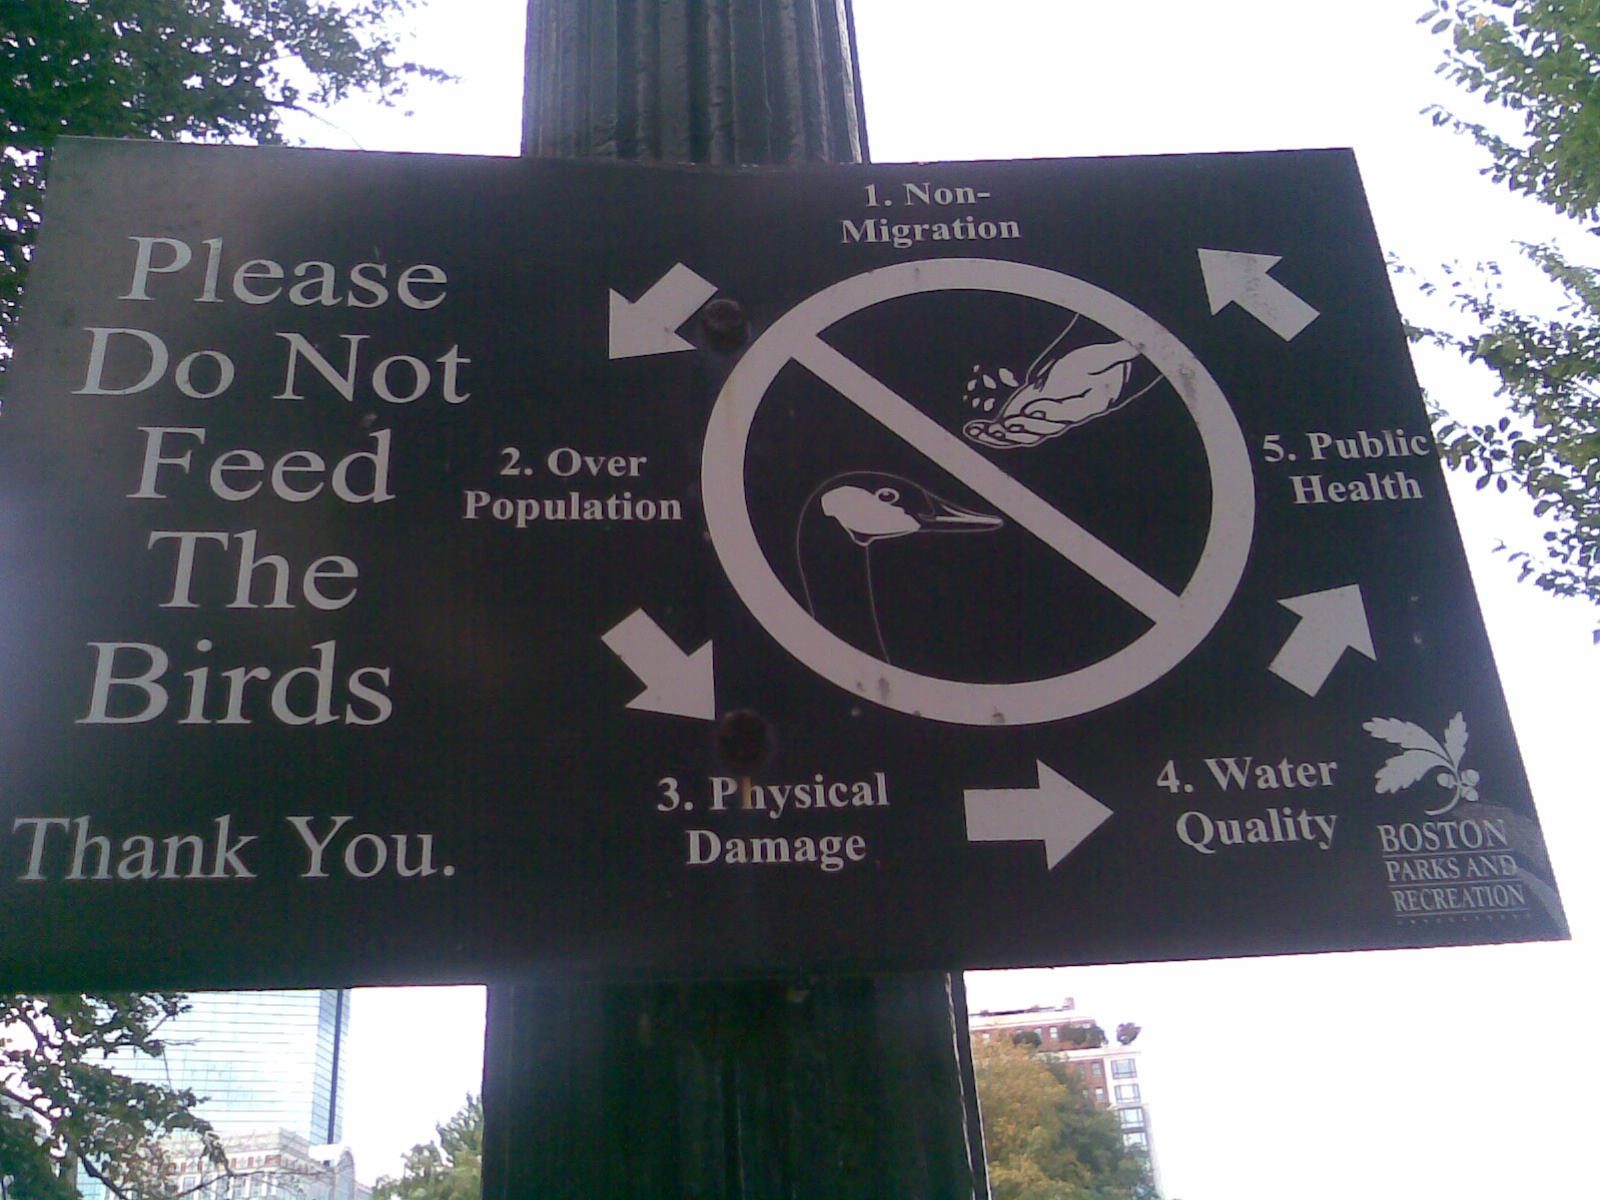 Please
Do Not
Feed
The
Birds
Thank You.
1. Non-
Migration
2. Over
Population
3. Physical
Damage
4. Water
Quality
5. Public
Health
BOSTON
PARKS AND
RECREATION